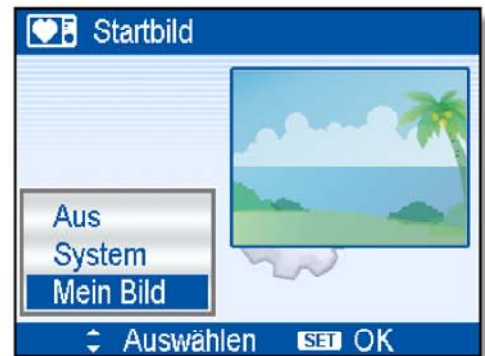 Startbild
Aus
System
Mein Bild
Auswählen SET OK